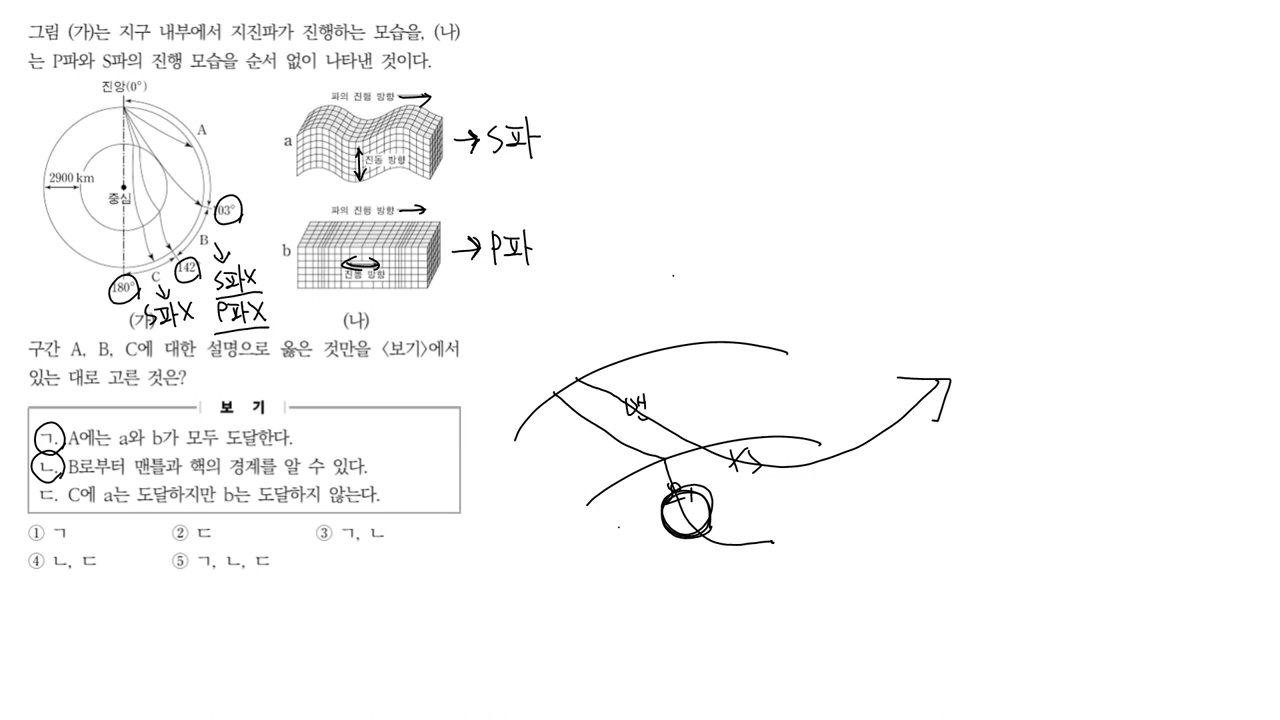 그림 (가)는 지구 내부에서 지진파가 진행하는 모습을, (나)
는 P파와 S파의 진행 모습을 순서 없이 나타낸 것이다.
진앙(0°)
A
2900 km
중심
103°
B
142°
C
180°
S파X
S파X
P파X
(가)
파의 진행 방향
a
진동 방향
→S파
파의 진행 방향
b
진동 방향
→P파
(나)
구간 A, B, C에 대한 설명으로 옳은 것만을 〈보기〉에서
있는 대로 고른 것은?
보 기
ㄱ. A에는 a와 b가 모두 도달한다.
ㄴ. B로부터 맨틀과 핵의 경계를 알 수 있다.
ㄷ. C에 a는 도달하지만 b는 도달하지 않는다.
① ㄱ ② ㄷ ③ ㄱ, ㄴ
④ ㄴ, ㄷ ⑤ ㄱ, ㄴ, ㄷ